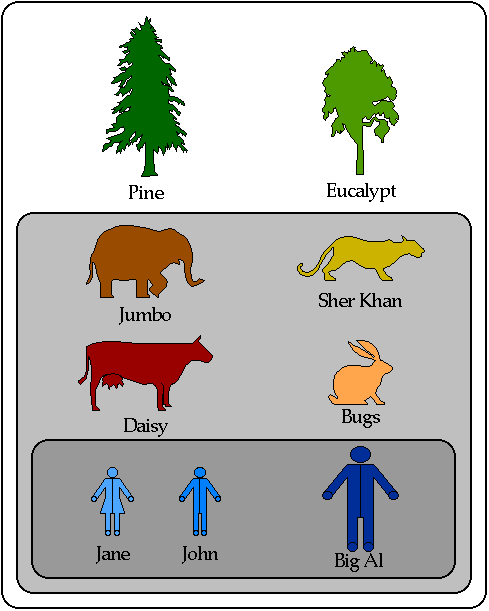 Pine
Eucalypt
Jumbo
Sher Khan
Daisy
Bugs
Jane
John
Big Al